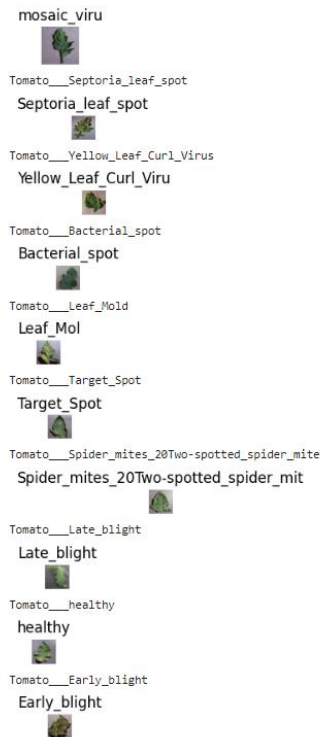 mosaic_viru
Tomato___Septoria_leaf_spot
Septoria_leaf_spot
Tomato___Yellow_Leaf_Curl_Virus
Yellow_Leaf_Curl_Viru
Tomato___Bacterial_spot
Bacterial_spot
Tomato___Leaf_Mold
Leaf_Mol
Tomato___Target_Spot
Target_Spot
Tomato___Spider_mites_20Two-spotted_spider_mite
Spider_mites_20Two-spotted_spider_mit
Tomato___Late_blight
Late_blight
Tomato___healthy
healthy
Tomato___Early_blight
Early_blight